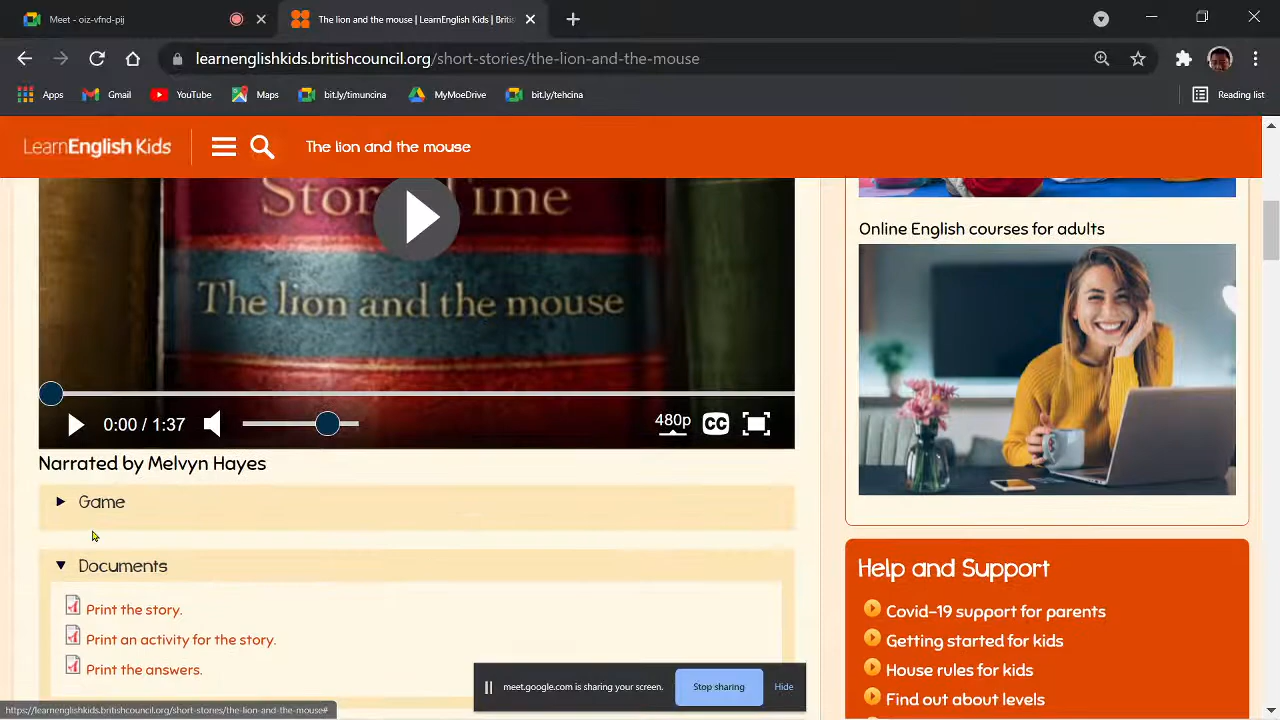 Meet - oiz-vfnd-pij
The lion and the mouse | LearnEnglish Kids | Britis
learnenglishkids.britishcouncil.org/short-stories/the-lion-and-the-mouse
Apps Gmail YouTube Maps bit.ly/timuncina MyMoeDrive bit.ly/tehcina Reading list
LearnEnglish Kids The lion and the mouse
Story Time
The lion and the mouse
0:00 / 1:37 480p CC
Narrated by Melvyn Hayes
Game
Documents
Print the story.
Print an activity for the story.
Print the answers.
Online English courses for adults
Help and Support
Covid-19 support for parents
Getting started for kids
House rules for kids
Find out about levels
meet.google.com is sharing your screen. Stop sharing Hide
https://learnenglishkids.britishcouncil.org/short-stories/the-lion-and-the-mouse#